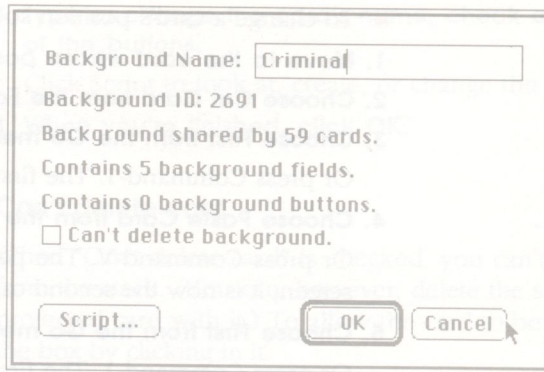 Background Name: Criminal
Background ID: 2691
Background shared by 59 cards.
Contains 5 background fields.
Contains 0 background buttons.
Can't delete background.
Script... OK Cancel